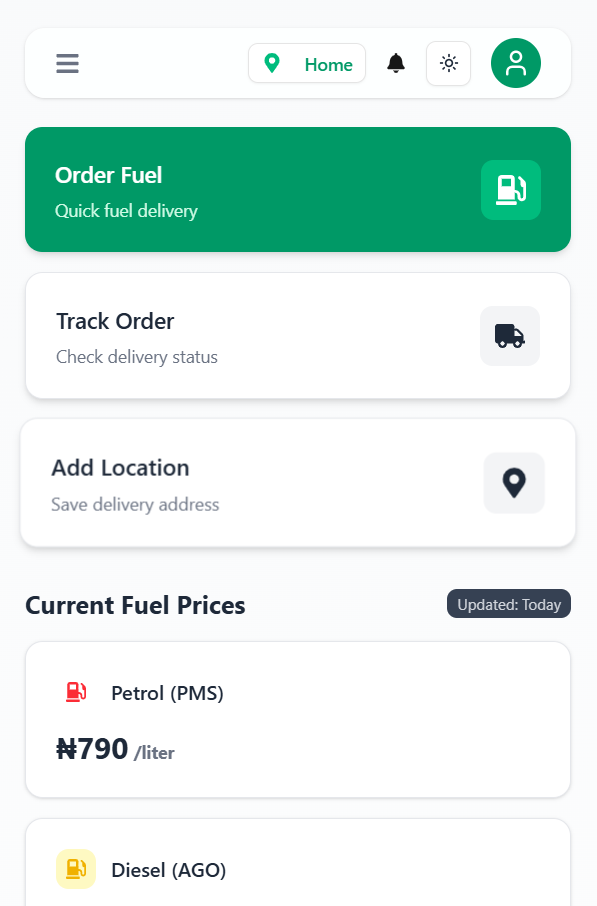 Home
Order Fuel
Quick fuel delivery
Track Order
Check delivery status
Add Location
Save delivery address
Current Fuel Prices
Updated: Today
Petrol (PMS)
₦790 /liter
Diesel (AGO)